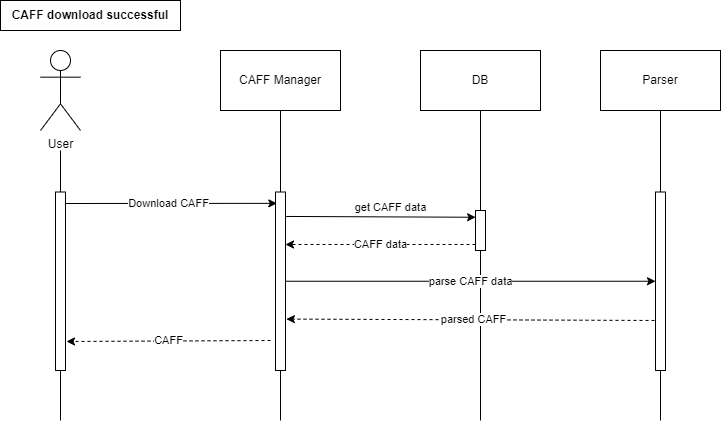 CAFF download successful
CAFF Manager
DB
Parser
User
Download CAFF
get CAFF data
CAFF data
parse CAFF data
parsed CAFF
CAFF